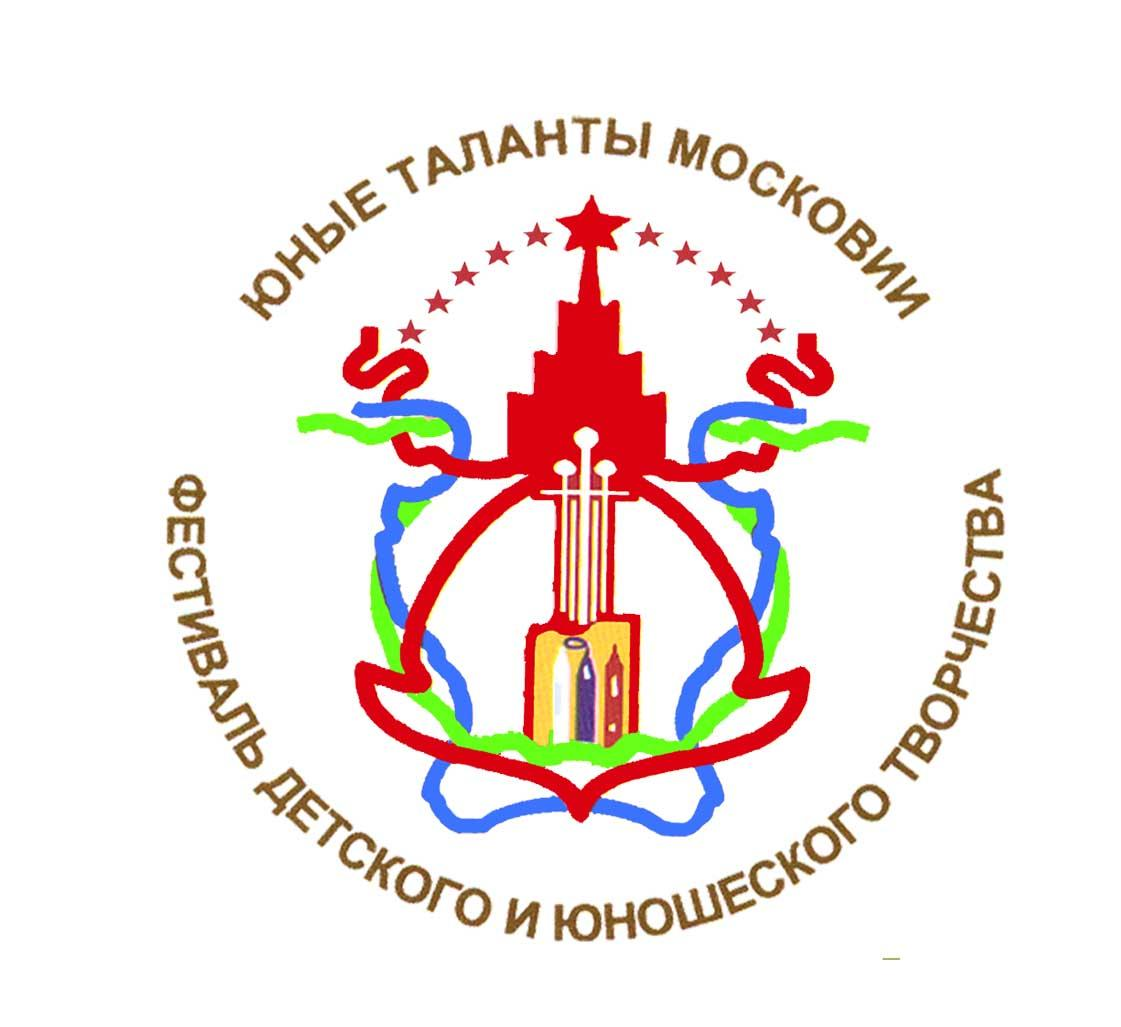 ЮНЫЕ ТАЛАНТЫ МОСКОВИИ
ФЕСТИВАЛЬ ДЕТСКОГО И ЮНОШЕСКОГО ТВОРЧЕСТВА